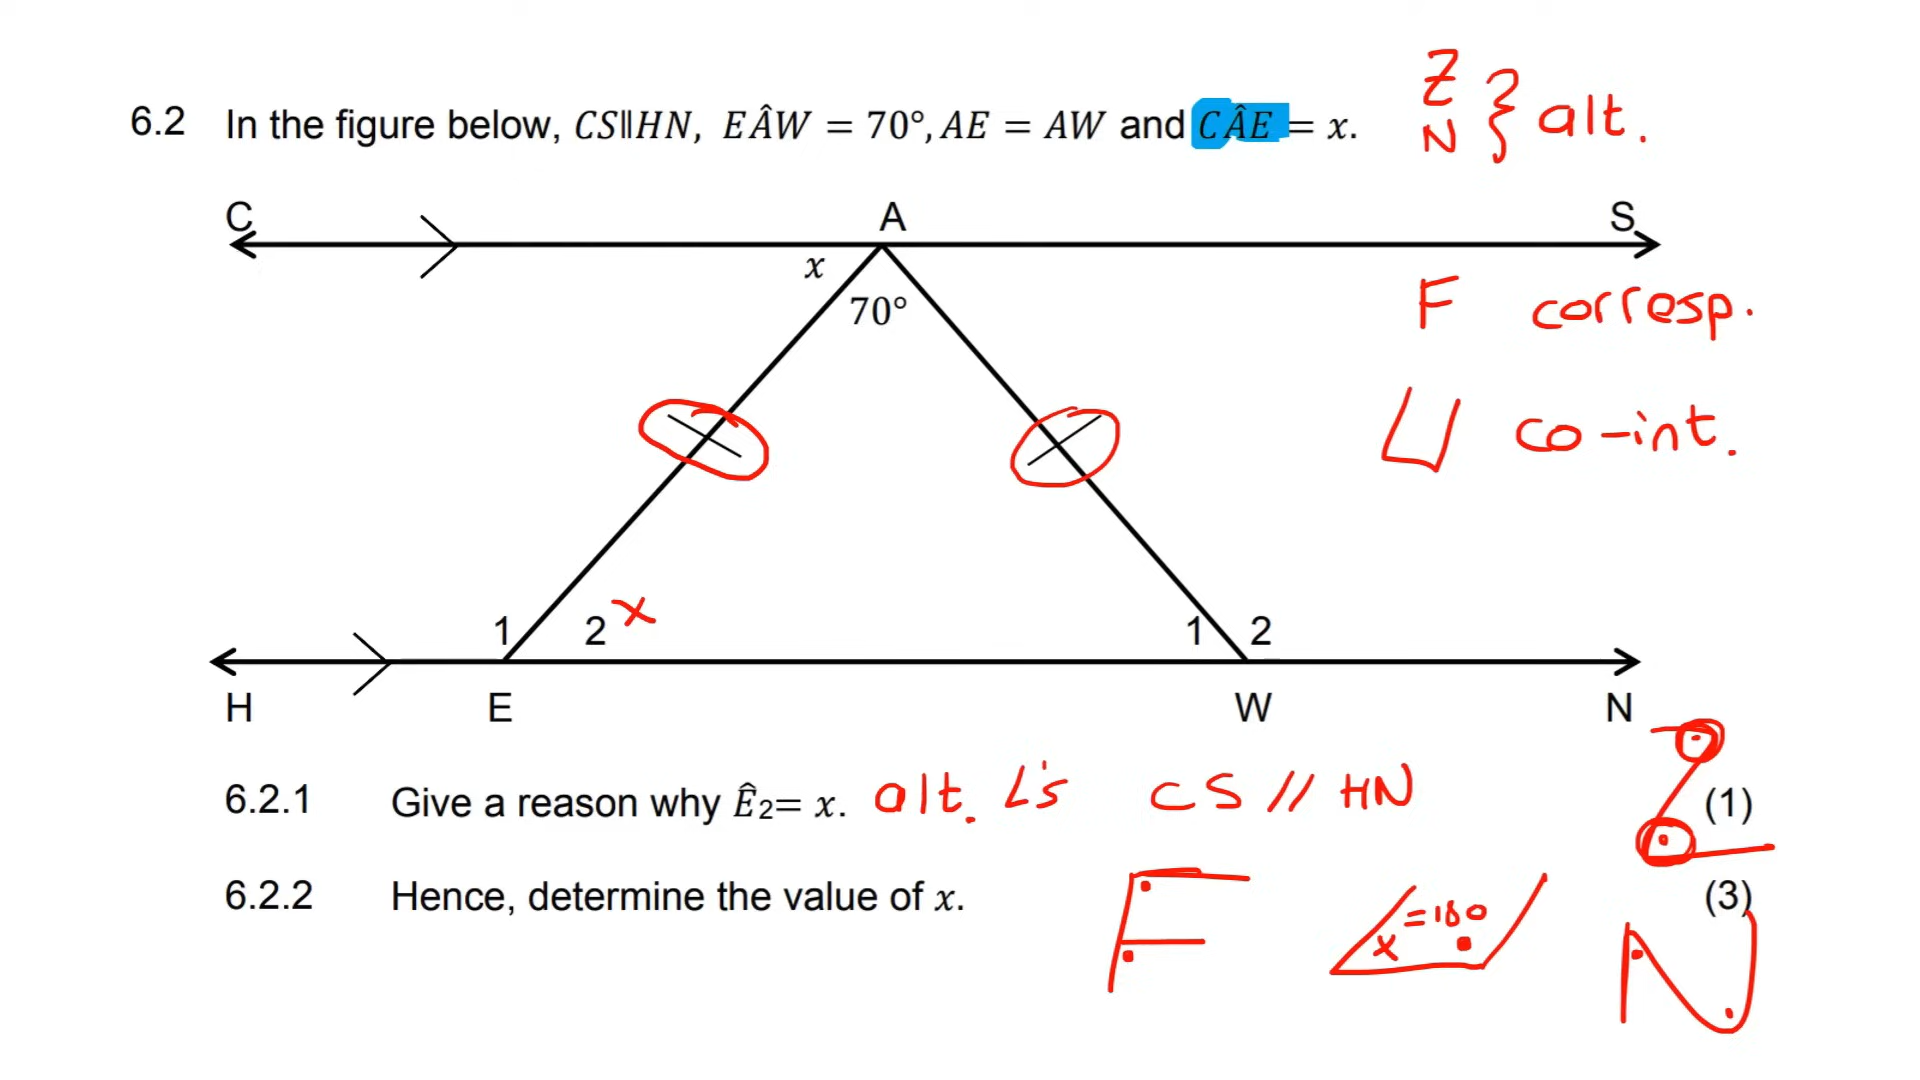 6.2 In the figure below, CS∥HN, EÂW = 70°, AE = AW and CÂE = x.
Z
N } alt.
C A S
x
70°
F corresp.
co-int.
1 2 x 1 2
H E W N
6.2.1 Give a reason why Ê2= x. alt. ∠'s CS // HN (1)
6.2.2 Hence, determine the value of x. (3)
F
x =180
N